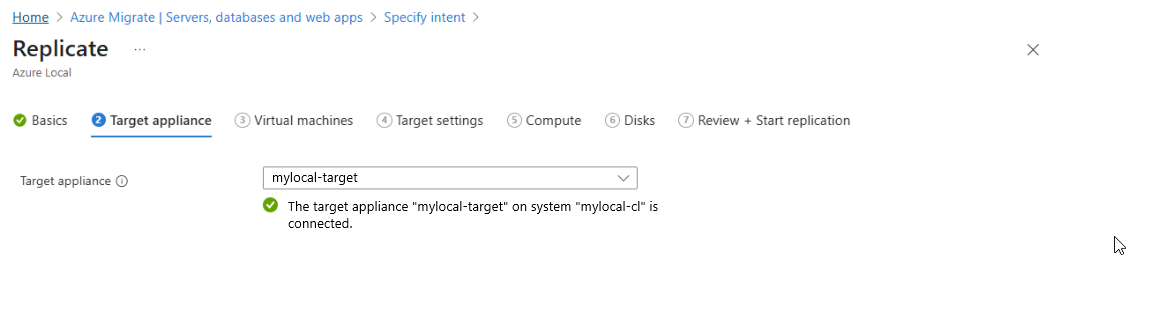 Home > Azure Migrate | Servers, databases and web apps > Specify intent >
Replicate ...
Azure Local
Basics 2 Target appliance 3 Virtual machines 4 Target settings 5 Compute 6 Disks 7 Review + Start replication
Target appliance mylocal-target
The target appliance "mylocal-target" on system "mylocal-cl" is
connected.